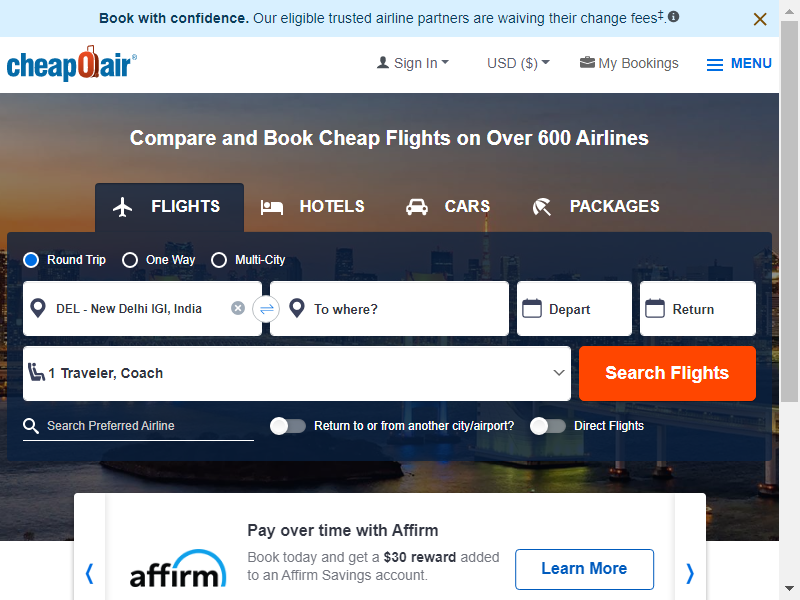 Book with confidence. Our eligible trusted airline partners are waiving their change fees‡.
cheapOair®
Sign In
USD ($)
My Bookings
MENU
Compare and Book Cheap Flights on Over 600 Airlines
FLIGHTS
HOTELS
CARS
PACKAGES
Round Trip
One Way
Multi-City
DEL - New Delhi IGI, India
To where?
Depart
Return
1 Traveler, Coach
Search Flights
Search Preferred Airline
Return to or from another city/airport?
Direct Flights
affirm
Pay over time with Affirm
Book today and get a $30 reward added
to an Affirm Savings account.
Learn More